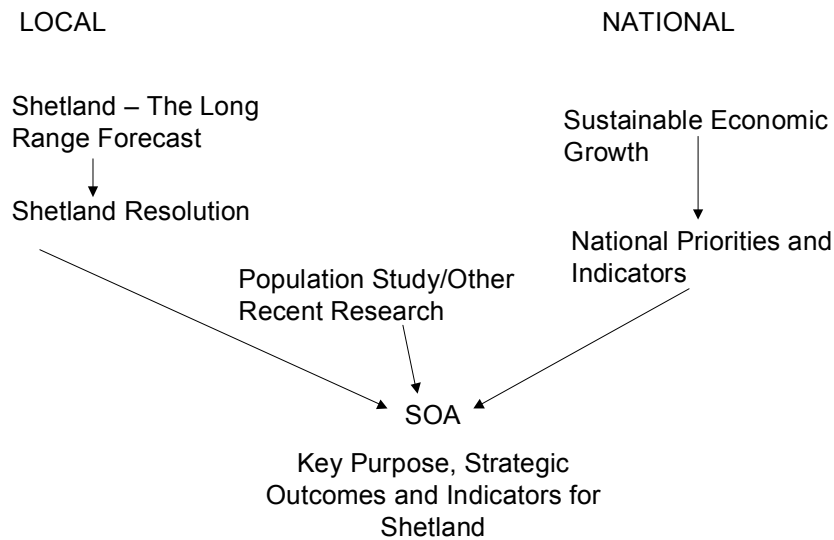 LOCAL
NATIONAL
Shetland – The Long
Range Forecast
Sustainable Economic
Growth
Shetland Resolution
National Priorities and
Indicators
Population Study/Other
Recent Research
SOA
Key Purpose, Strategic
Outcomes and Indicators for
Shetland